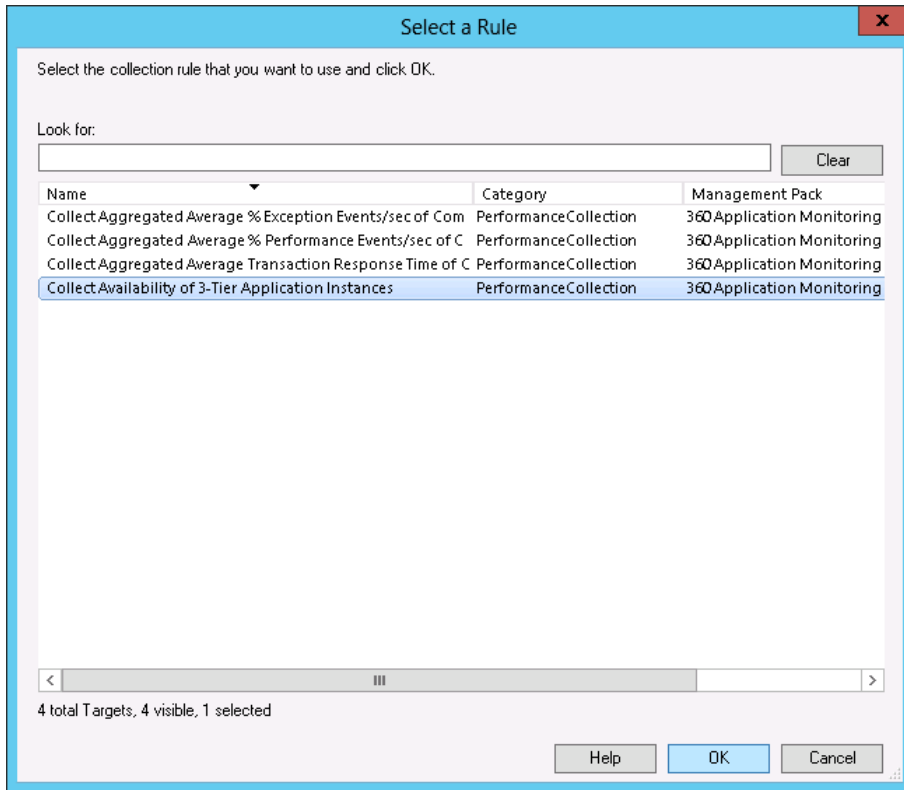 Select a Rule
x
Select the collection rule that you want to use and click OK.
Look for:
Clear
Name Category Management Pack
Collect Aggregated Average % Exception Events/sec of Com PerformanceCollection 360 Application Monitoring
Collect Aggregated Average % Performance Events/sec of C PerformanceCollection 360 Application Monitoring
Collect Aggregated Average Transaction Response Time of C PerformanceCollection 360 Application Monitoring
Collect Availability of 3-Tier Application Instances PerformanceCollection 360 Application Monitoring
4 total Targets, 4 visible, 1 selected
Help OK Cancel